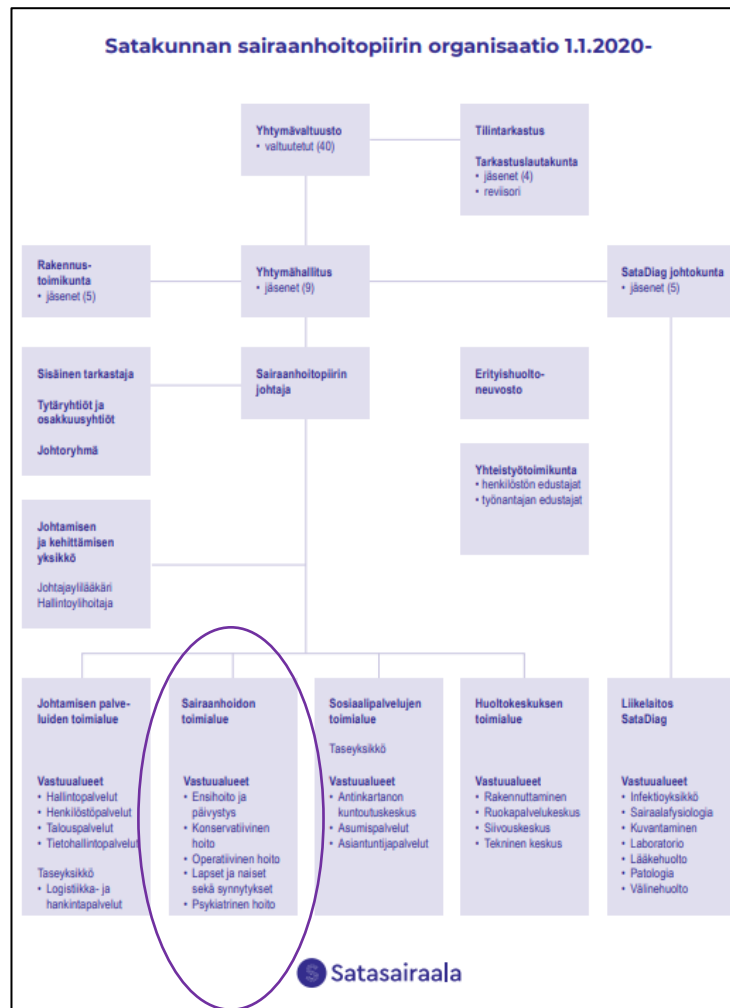 Satakunnan sairaanhoitopiirin organisaatio 1.1.2020-
Yhtymävaltuusto
• valtuutetut (40)
Tilintarkastus
Tarkastuslautakunta
• jäsenet (4)
• reviisori
Rakennus-
toimikunta
• jäsenet (5)
Yhtymähallitus
• jäsenet (9)
SataDiag johtokunta
• jäsenet (5)
Sisäinen tarkastaja
Tytäryhtiöt ja
osakkuusyhtiöt
Johtoryhmä
Sairaanhoitopiirin
johtaja
Erityishuolto-
neuvosto
Yhteistyötoimikunta
• henkilöstön edustajat
• työnantajan edustajat
Johtamisen
ja kehittämisen
yksikkö
Johtajaylilääkäri
Hallintoylihoitaja
Johtamisen palve-
luiden toimialue
Vastuualueet
• Hallintopalvelut
• Henkilöstöpalvelut
• Talouspalvelut
• Tietohallintopalvelut
Taseyksikkö
• Logistiikka- ja
hankintapalvelut
Sairaanhoidon
toimialue
Vastuualueet
• Ensihoito ja
päivystys
• Konservatiivinen
hoito
• Operatiivinen hoito
• Lapset ja naiset
sekä synnytykset
• Psykiatrinen hoito
Sosiaalipalvelujen
toimialue
Taseyksikkö
Vastuualueet
• Antinkartanon
kuntoutuskeskus
• Asumispalvelut
• Asiantuntijapalvelut
Huoltokeskuksen
toimialue
Vastuualueet
• Rakennuttaminen
• Ruokapalvelukeskus
• Siivouskeskus
• Tekninen keskus
Liikelaitos
SataDiag
Vastuualueet
• Infektioyksikkö
• Sairaalafysiologia
• Kuvantaminen
• Laboratorio
• Lääkehuolto
• Patologia
• Välinehuolto
S Satasairaala